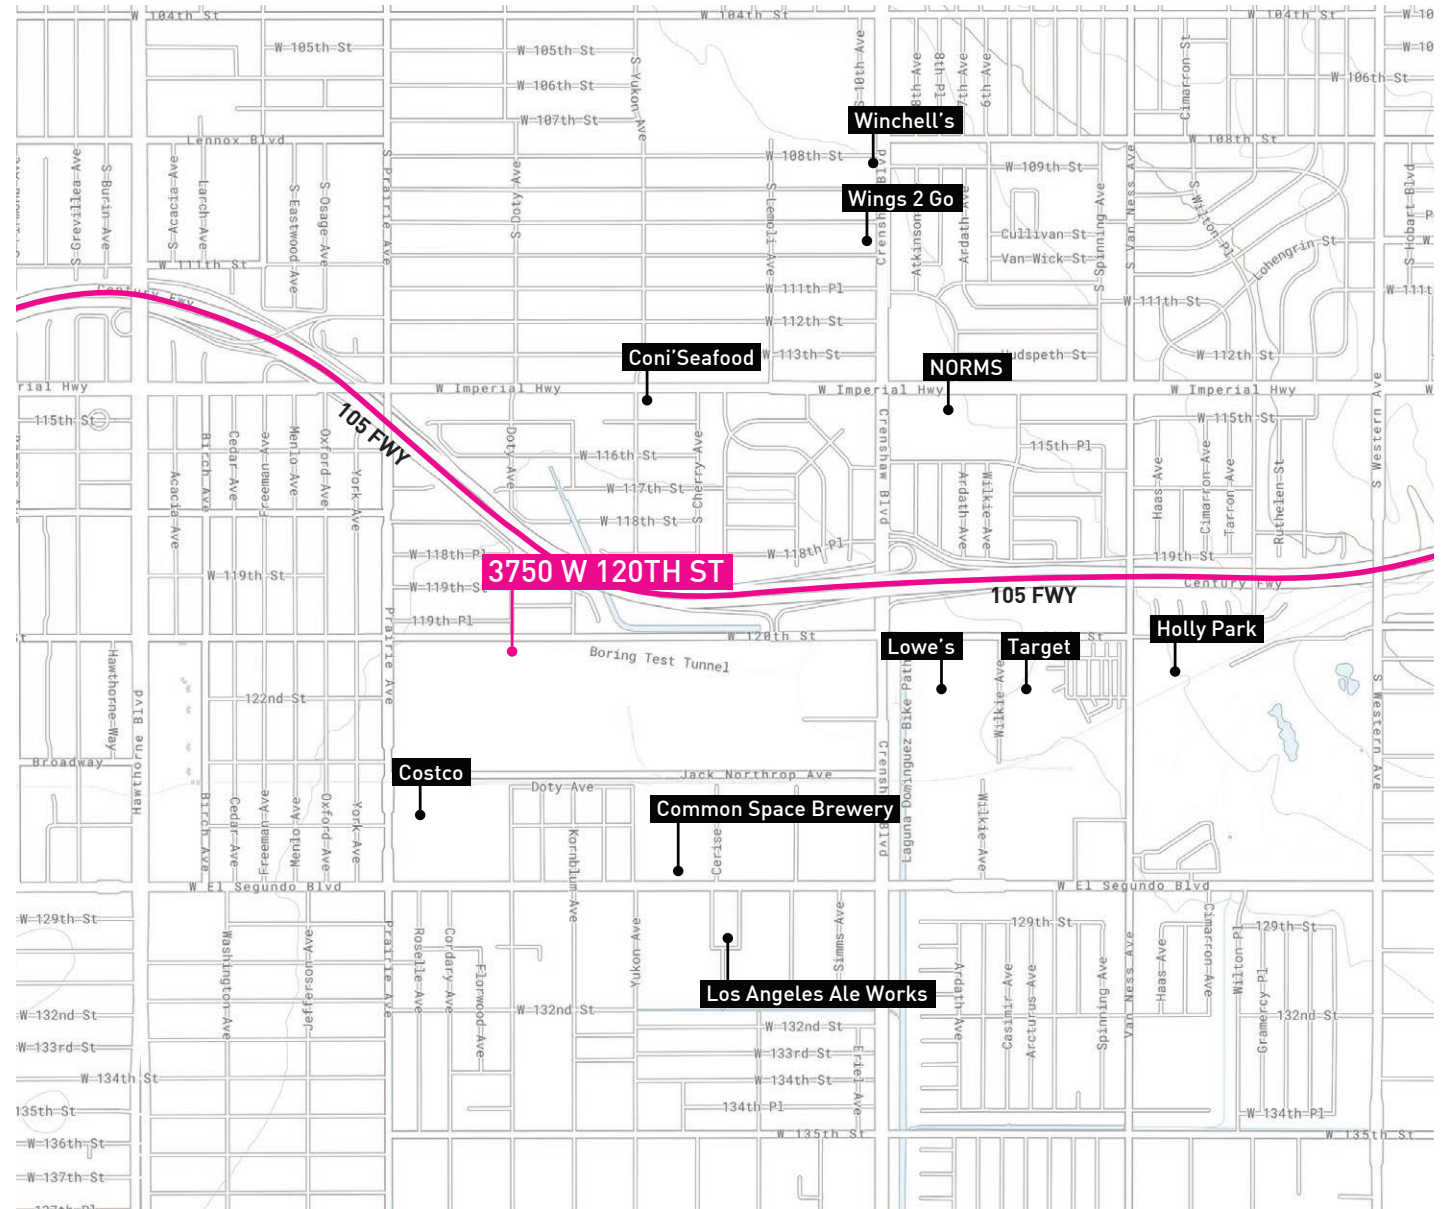 W 104th St
W 104th St
W 104th St
W 105th St
W 105th St
W 106th St
W 106th St
W 107th St
S Yukon Ave
S 10th Ave
8th Ave
8th Pl
7th Ave
6th Ave
Cimarron St
Winchell's
Lennox Blvd
W 108th St
W 108th St
W 109th St
S Grevillea Ave
S Burin Ave
S Acacia Ave
Larch Ave
S Eastwood Ave
S Osage Ave
S Prairie Ave
S Doty Ave
S Lemoli Ave
Wings 2 Go
Atkinson
Ardath Ave
Cullivan St
Van Wick St
S Spinning Ave
S Van Ness Ave
S Wilton Pl
Lohengrin St
S Hobart Blvd
W 111th St
Century Fwy
W 111th Pl
W 111th St
W 112th St
W 112th St
W 113th St
Coni'Seafood
NORMS
Hudspeth St
W Imperial Hwy
W Imperial Hwy
W Imperial Hwy
115th St
105 FWY
W 115th St
115th Pl
W 116th St
W 117th St
W 118th St
Acacia Ave
Birch Ave
Cedar Ave
Freeman Ave
Menlo Ave
Oxford Ave
York Ave
Doty Ave
S Cherry Ave
Crenshaw Blvd
Ardath Ave
Wilkie Ave
Haas Ave
Cimarron Ave
Tarron Ave
Ruthelen St
S Western Ave
W 118th Pl
W 118th Pl
119th St
W 119th St
W 119th St
3750 W 120TH ST
Century Fwy
105 FWY
119th Pl
W 120th St
Boring Test Tunnel
Lowe's
Target
Holly Park
Prairie Ave
Hawthorne Way
Hawthorne Blvd
122nd St
Laguna Dominguez Bike Path
Wilkie Ave
S Western Ave
Broadway
Costco
Jack Northrop Ave
Doty Ave
Common Space Brewery
Birch Ave
Cedar Ave
Freeman Ave
Menlo Ave
Oxford Ave
York Ave
Kornblum Ave
Cerise
Wilkie Ave
W El Segundo Blvd
W El Segundo Blvd
W 129th St
129th St
129th St
Washington Ave
Jefferson Ave
Prairie Ave
Roselle Ave
Cordary Ave
Florwood Ave
Yukon Ave
Simms Ave
Ardath Ave
Casimir Ave
Arcturus Ave
Spinning Ave
Van Ness Ave
Haas Ave
Cimarron Ave
Wilton Pl
Gramercy Pl
Los Angeles Ale Works
W 132nd St
W 132nd St
W 132nd St
132nd St
W 133rd St
W 133rd St
W 134th St
W 134th St
Eriel Ave
135th St
134th Pl
W 134th Pl
W 135th St
W 135th St
W 136th St
W 137th St